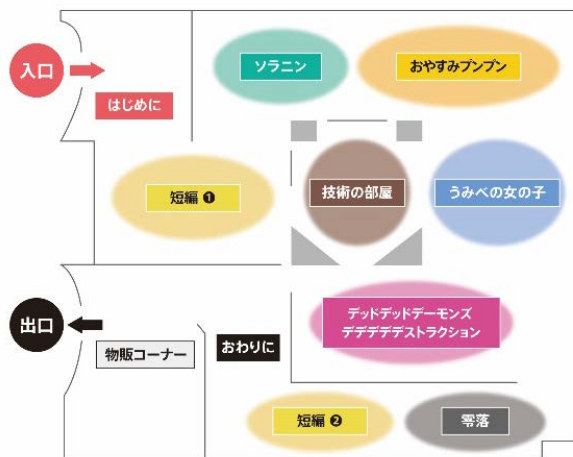 入口
はじめに
ソラニン
おやすみプンプン
短編 ❶
技術の部屋
うみべの女の子
出口
物販コーナー
おわりに
デッドデッドデーモンズ
デデデデデストラクション
短編 ❷
零落